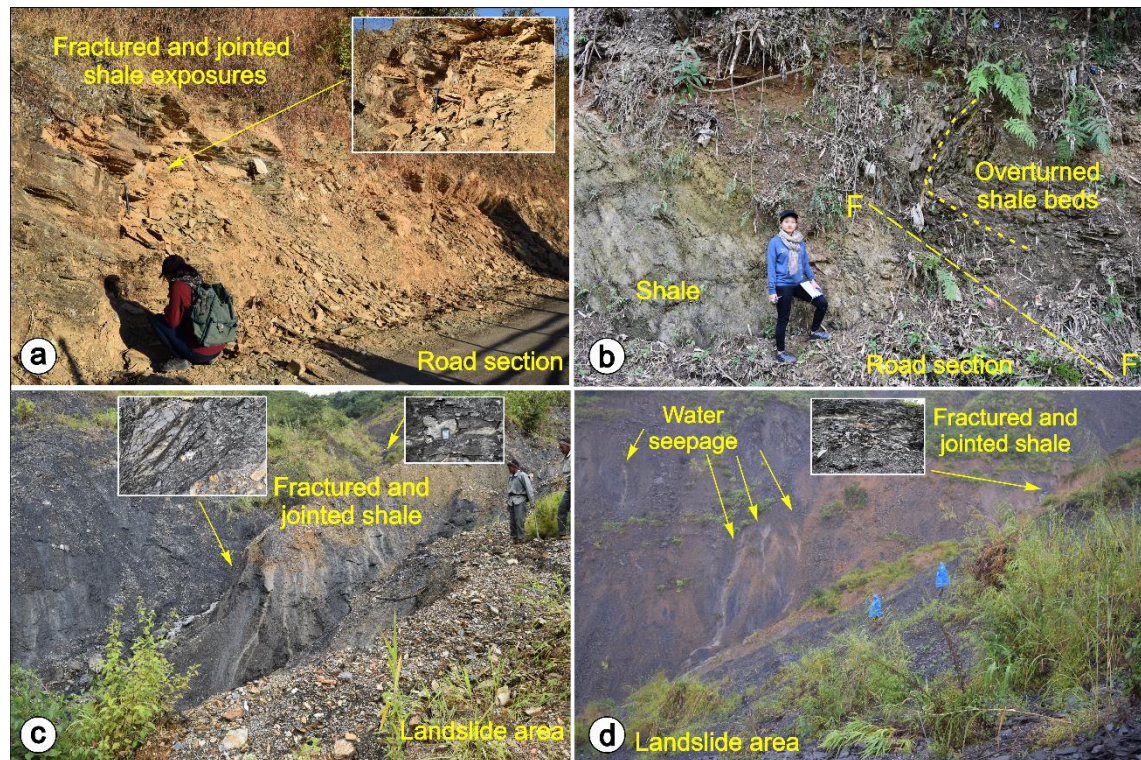 Fractured and jointed
shale exposures
Road section
a
Overturned
shale beds
F
Shale
Road section
F
b
Fractured and
jointed shale
Landslide area
c
Water
seepage
Fractured and
jointed shale
Landslide area
d